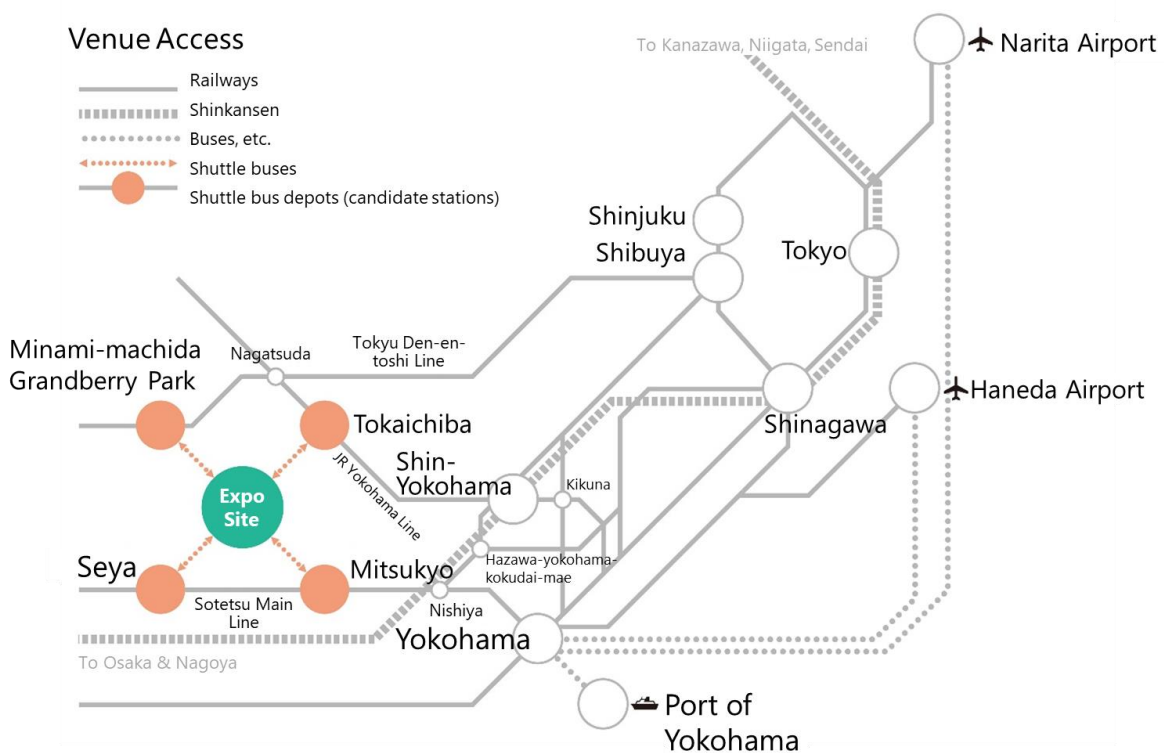 Venue Access
Railways
Shinkansen
Buses, etc.
Shuttle buses
Shuttle bus depots (candidate stations)
To Kanazawa, Niigata, Sendai
Narita Airport
Shinjuku
Shibuya
Tokyo
Minami-machida
Grandberry Park
Nagatsuda
Tokyu Den-en-
toshi Line
Haneda Airport
Shinagawa
Tokaichiba
JR Yokohama Line
Shin-
Yokohama
Kikuna
Expo
Site
Seya
Mitsukyo
Hazawa-yokohama-
kokudai-mae
Sotetsu Main
Line
Nishiya
Yokohama
To Osaka & Nagoya
Port of
Yokohama